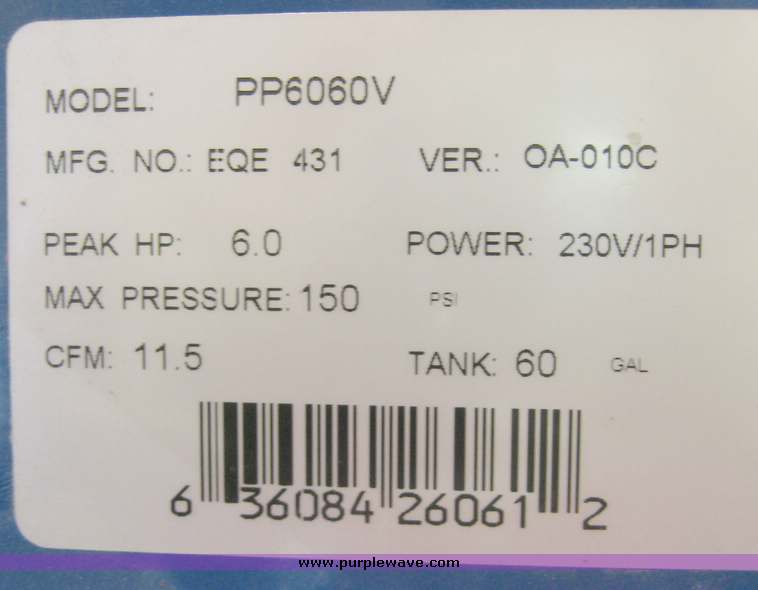 MODEL: PP6060V
MFG. NO.: EQE 431 VER.: OA-010C
PEAK HP: 6.0 POWER: 230V/1PH
MAX PRESSURE: 150 PSI
CFM: 11.5 TANK: 60 GAL
6 36084 26061 2
www.purplewave.com